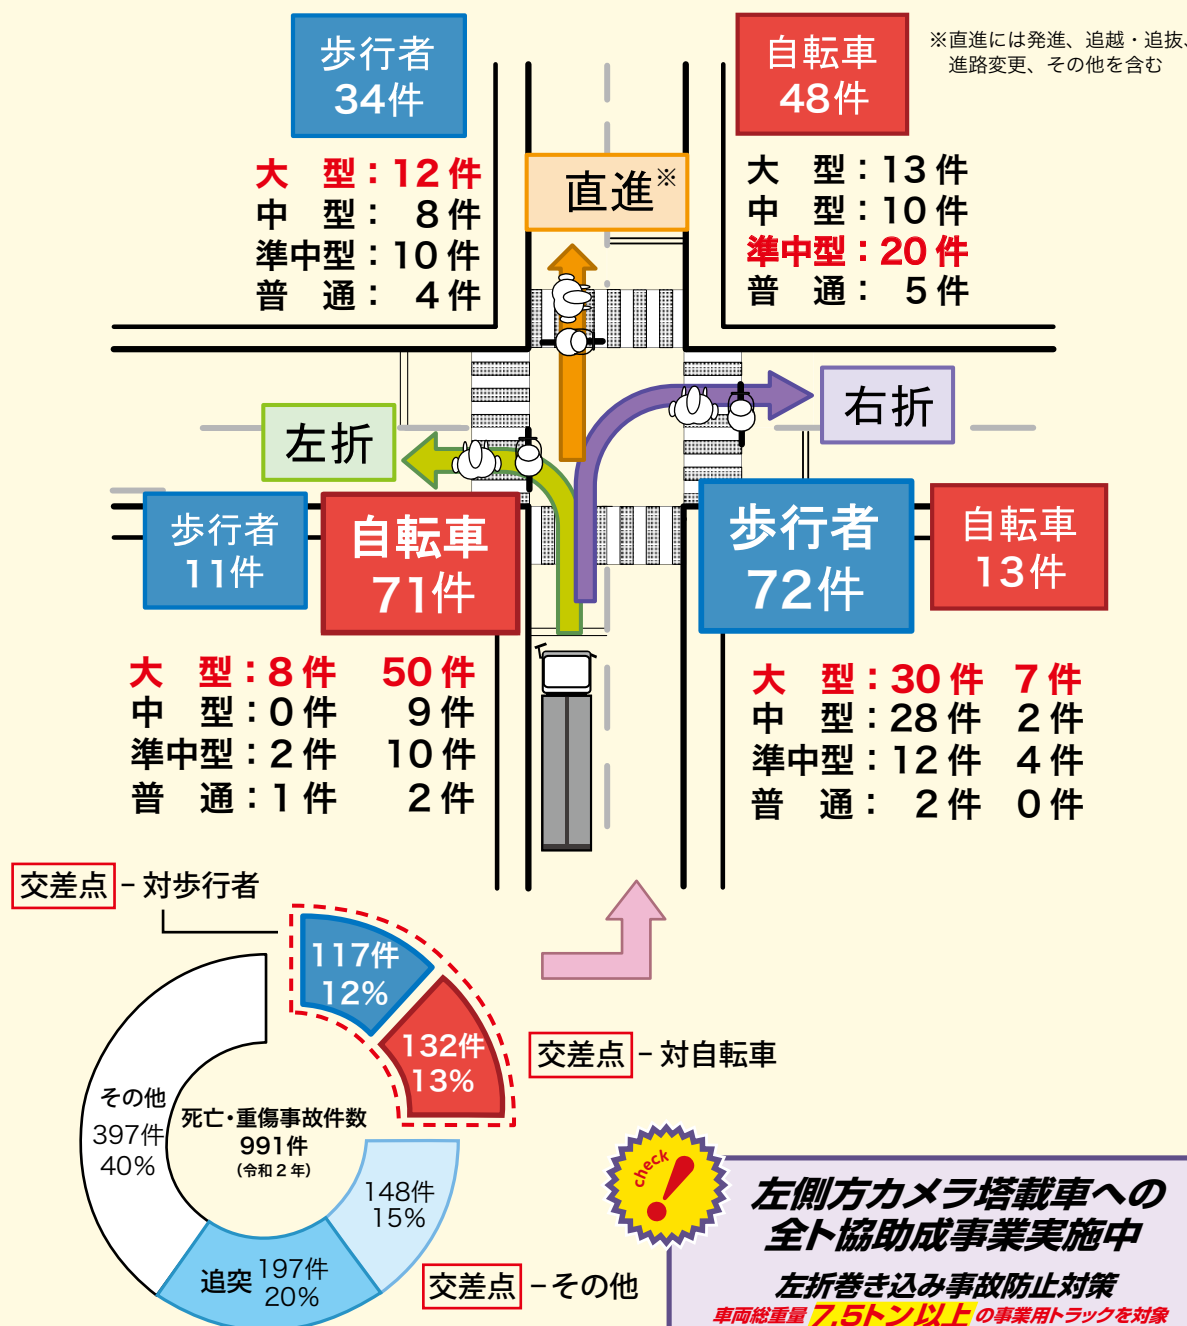 歩行者
34件
自転車
48件
※直進には発進、追越・追抜、
進路変更、その他を含む
大　型：12件
中　型：8件
準中型：10件
普　通：4件
直進※
大　型：13件
中　型：10件
準中型：20件
普　通：5件
左折
右折
歩行者
11件
自転車
71件
歩行者
72件
自転車
13件
大　型：8件　50件
中　型：0件　9件
準中型：2件　10件
普　通：1件　2件
大　型：30件　7件
中　型：28件　2件
準中型：12件　4件
普　通：2件　0件
交差点－対歩行者
117件
12%
132件
13%
交差点－対自転車
その他
397件
40%
死亡・重傷事故件数
991件
（令和2年）
148件
15%
追突 197件
20%
交差点－その他
check
左側方カメラ塔載車への
全ト協助成事業実施中
左折巻き込み事故防止対策
車両総重量7.5トン以上の事業用トラックを対象